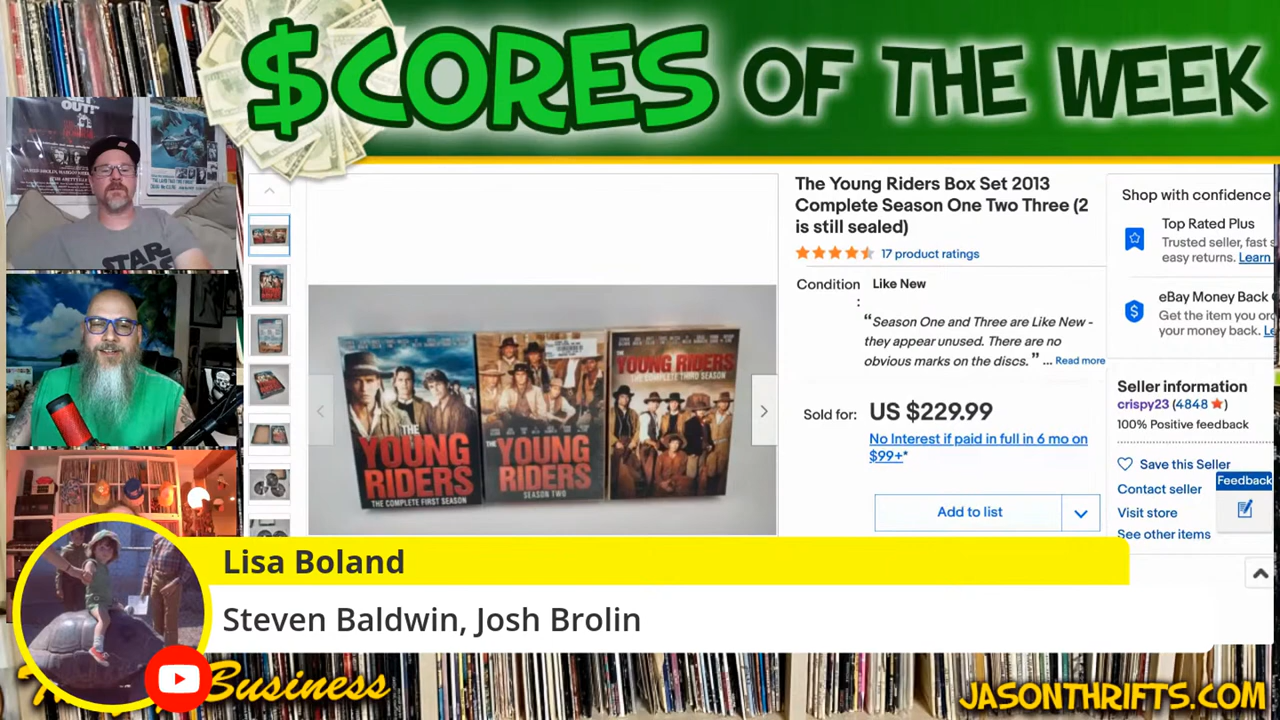 $CORES OF THE WEEK
OUT!"
STAR
The Young Riders Box Set 2013
Complete Season One Two Three (2
is still sealed)
17 product ratings
Condition
:
Like New
“Season One and Three are Like New -
they appear unused. There are no
obvious marks on the discs.” ... Read more
Sold for:
US $229.99
No Interest if paid in full in 6 mo on
$99+*
Add to list
Shop with confidence
Top Rated Plus
Trusted seller, fast s
easy returns. Learn
eBay Money Back
Get the item you ord
your money back. Le
Seller information
crispy23 (4848 )
100% Positive feedback
Save this Seller
Contact seller
Visit store
See other items
Feedback
THE
YOUNG
RIDERS
THE COMPLETE FIRST SEASON
THE
YOUNG
RIDERS
SEASON TWO
THE
YOUNG RIDERS
THE COMPLETE THIRD SEASON
Lisa Boland
Steven Baldwin, Josh Brolin
Business
JASONTHRIFTS.COM